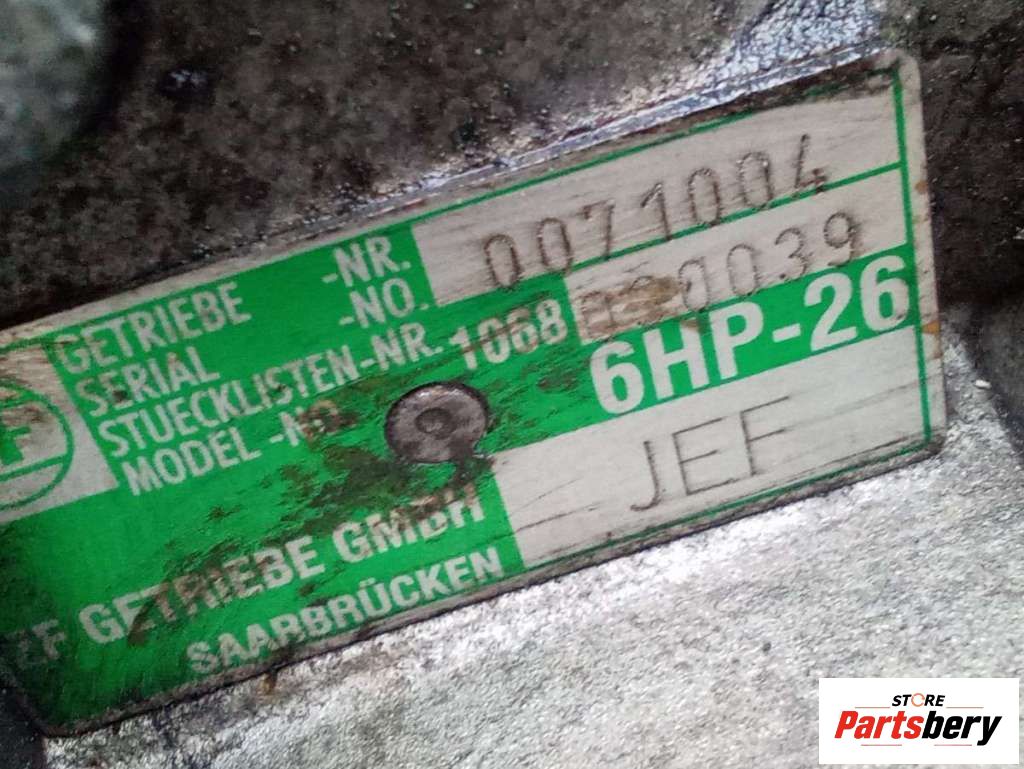 GETRIEBE -NR. 0071004
SERIAL -NO.
STUECKLISTEN-NR. 1068 039
MODEL -NO. 6HP-26
JEF
ZF GETRIEBE GMBH
SAARBRÜCKEN
STORE
Partsbery